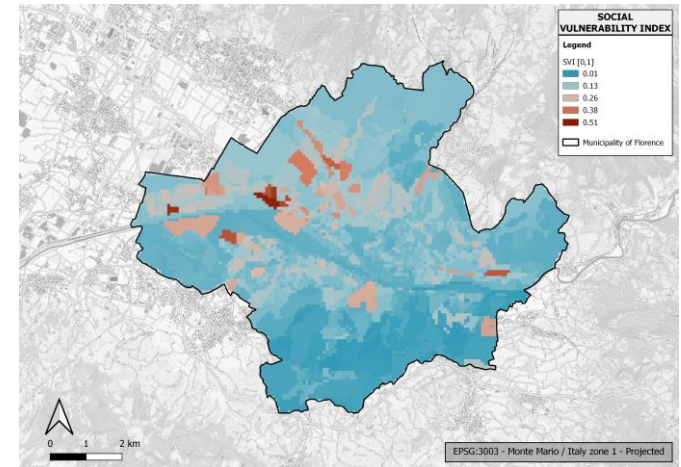 SOCIAL
VULNERABILITY INDEX
Legend
SVI [0,1]
0.01
0.13
0.26
0.38
0.51
Municipality of Florence
0 1 2 km
EPSG:3003 - Monte Mario / Italy zone 1 - Projected